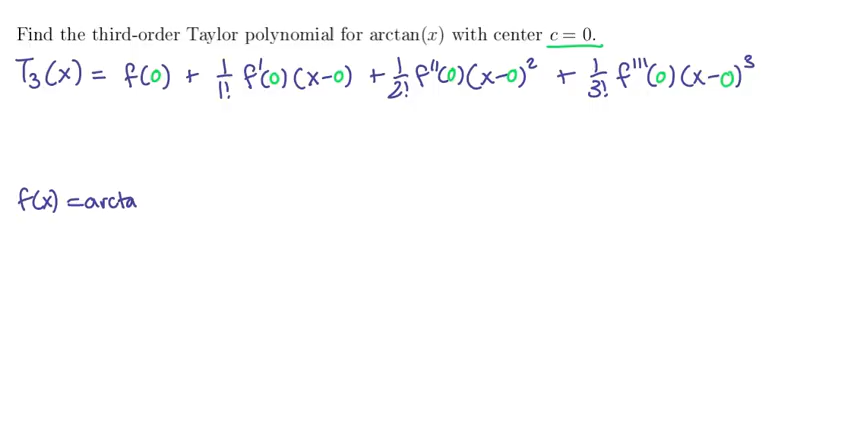 Find the third-order Taylor polynomial for arctan(x) with center c = 0.
T₃(x) = f(0) + 1/1! f'(0)(x-0) + 1/2! f''(0)(x-0)² + 1/3! f'''(0)(x-0)³
f(x) = arcta